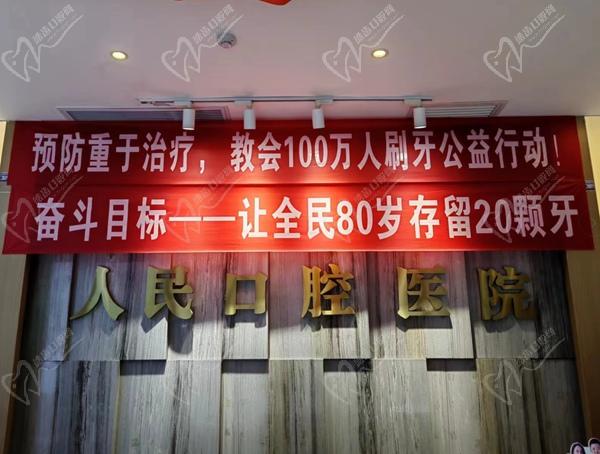 预防重于治疗，教会100万人刷牙公益行动！
奋斗目标——让全民80岁存留20颗牙
人民口腔医院